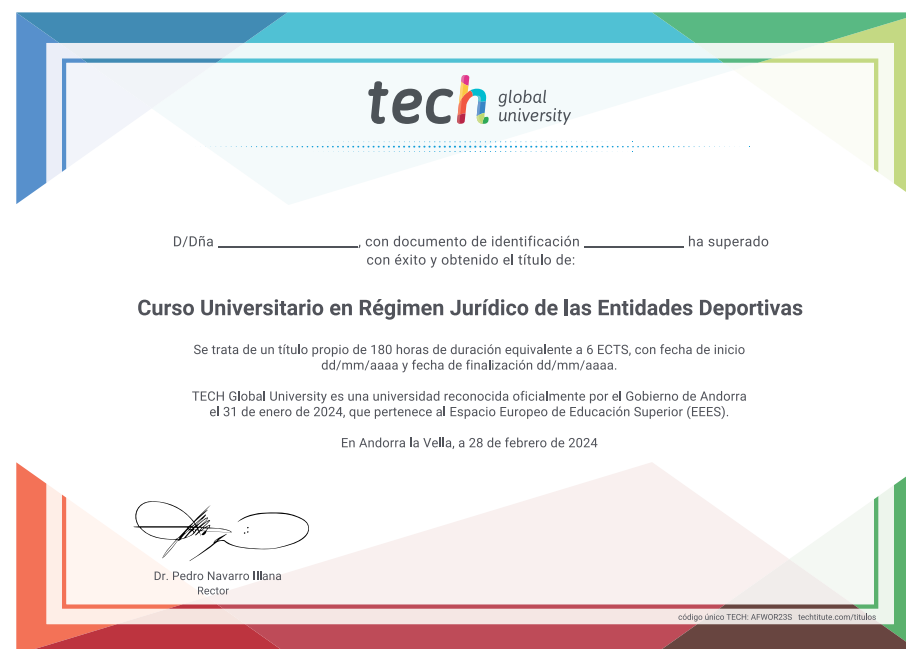 tech global university
D/Dña ______________, con documento de identificación __________ ha superado
con éxito y obtenido el título de:
Curso Universitario en Régimen Jurídico de las Entidades Deportivas
Se trata de un título propio de 180 horas de duración equivalente a 6 ECTS, con fecha de inicio
dd/mm/aaaa y fecha de finalización dd/mm/aaaa.
TECH Global University es una universidad reconocida oficialmente por el Gobierno de Andorra
el 31 de enero de 2024, que pertenece al Espacio Europeo de Educación Superior (EEES).
En Andorra la Vella, a 28 de febrero de 2024
Dr. Pedro Navarro Illana
Rector
código único TECH: AFWOR23S techtitute.com/titulos